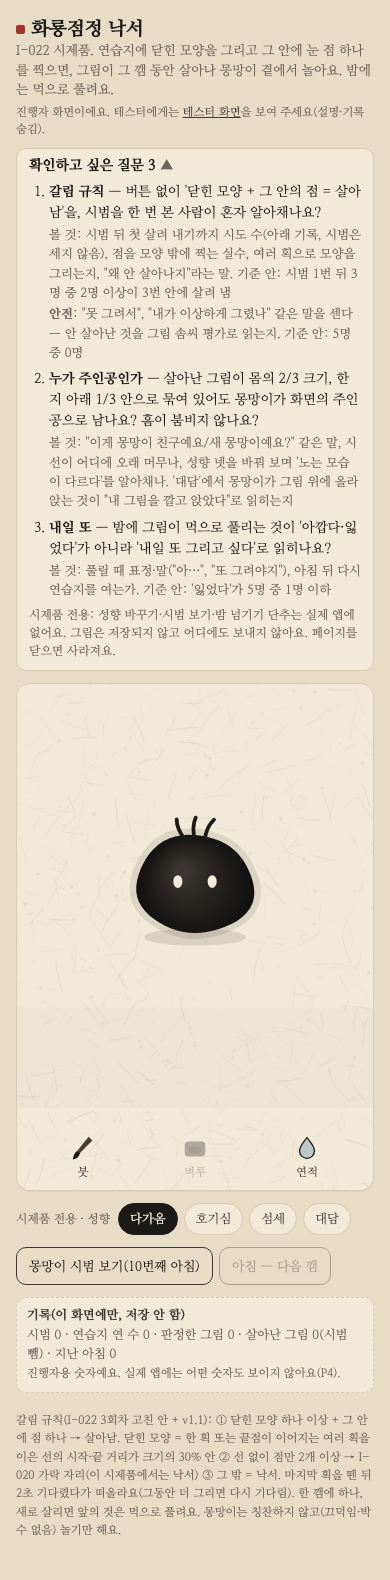 화룡점정 낙서
I-022 시제품. 연습지에 닫힌 모양을 그리고 그 안에 눈 점 하나
를 찍으면, 그림이 그 깸 동안 살아나 몽망이 곁에서 놀아요. 밤에
는 먹으로 풀려요.
진행자 화면이에요. 테스터에게는 테스터 화면을 보여 주세요(설명·기록
숨김).
확인하고 싶은 질문 3 ▲
1. 갈림 규칙 — 버튼 없이 '닫힌 모양 + 그 안의 점 = 살아
남'을, 시범을 한 번 본 사람이 혼자 알아채나요?
볼 것: 시범 뒤 첫 살려 내기까지 시도 수(아래 기록, 시범은
세지 않음), 점을 모양 밖에 찍는 실수, 여러 획으로 모양을
그리는지, "왜 안 살아나지"라는 말. 기준 안: 시범 1번 뒤 3
명 중 2명 이상이 3번 안에 살려 냄
안전: "못 그려서", "내가 이상하게 그렸나" 같은 말을 센다
— 안 살아난 것을 그림 솜씨 평가로 읽는지. 기준 안: 5명
중 0명
2. 누가 주인공인가 — 살아난 그림이 몸의 2/3 크기, 한
지 아래 1/3 안으로 묶여 있어도 몽망이가 화면의 주인
공으로 남나요? 홈이 붐비지 않나요?
볼 것: "이게 몽망이 친구예요/새 몽망이예요?" 같은 말, 시
선이 어디에 오래 머무나, 성향 넷을 바꿔 보며 '노는 모습
이 다르다'를 알아채나. '대담'에서 몽망이가 그림 위에 올라
앉는 것이 "내 그림을 깔고 앉았다"로 읽히는지
3. 내일 또 — 밤에 그림이 먹으로 풀리는 것이 '아깝다·잃
었다'가 아니라 '내일 또 그리고 싶다'로 읽히나요?
볼 것: 풀릴 때 표정·말("아…", "또 그려야지"), 아침 뒤 다시
연습지를 여는가. 기준 안: '잃었다'가 5명 중 1명 이하
시제품 전용: 성향 바꾸기·시범 보기·밤 넘기기 단추는 실제 앱에
없어요. 그림은 저장되지 않고 어디에도 보내지 않아요. 페이지를
닫으면 사라져요.
붓
벼루
연적
시제품 전용 · 성향
다가옴
호기심
섬세
대담
몽망이 시범 보기(10번째 아침)
아침 — 다음 깸
기록(이 화면에만, 저장 안 함)
시범 0 · 연습지 연 수 0 · 판정한 그림 0 · 살아난 그림 0(시범
뺌) · 지난 아침 0
진행자용 숫자예요. 실제 앱에는 어떤 숫자도 보이지 않아요(P4).
갈림 규칙(I-022 3회차 고친 안 + v1.1): ① 닫힌 모양 하나 이상 + 그 안
에 점 하나 → 살아남. 닫힌 모양 = 한 획 또는 끝점이 이어지는 여러 획을
이은 선의 시작·끝 거리가 크기의 30% 안 ② 선 없이 점만 2개 이상 → I-
020 가락 자리(이 시제품에서는 낙서) ③ 그 밖 = 낙서. 마지막 획을 뗀 뒤
2초 기다렸다가 떠올라요(그동안 더 그리면 다시 기다림). 한 깸에 하나,
새로 살리면 앞의 것은 먹으로 풀려요. 몽망이는 칭찬하지 않고(끄덕임·박
수 없음) 놀기만 해요.